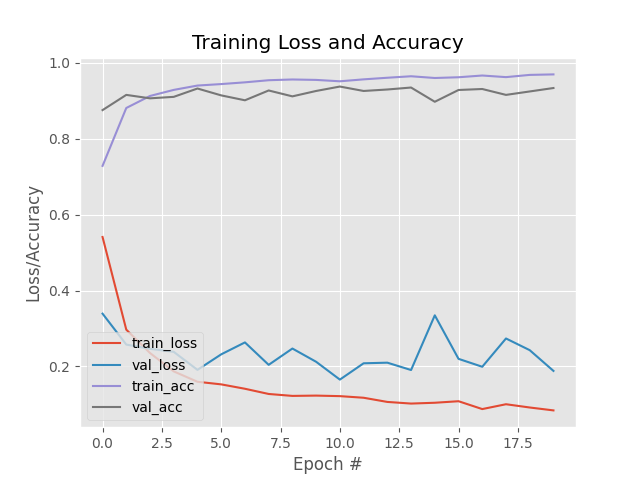 Training Loss and Accuracy
1.0
0.8
0.6
0.4
0.2
Loss/Accuracy
train_loss
val_loss
train_acc
val_acc
0.0 2.5 5.0 7.5 10.0 12.5 15.0 17.5
Epoch #